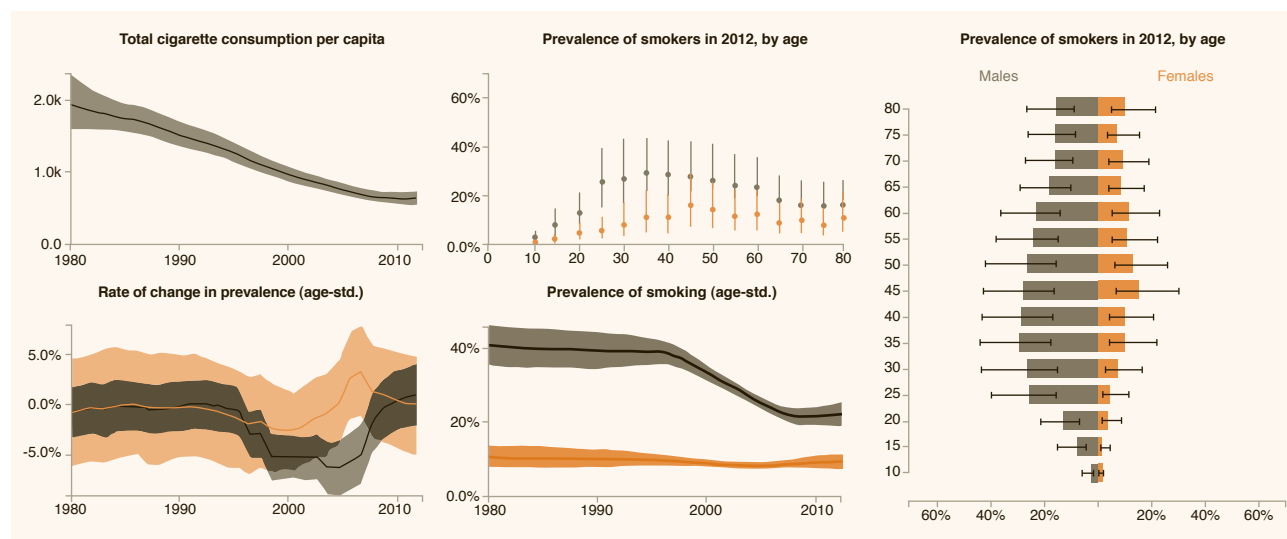 Total cigarette consumption per capita
2.0k
1.0k
0.0
1980 1990 2000 2010
Prevalence of smokers in 2012, by age
60%
40%
20%
0.0%
0 10 20 30 40 50 60 70 80
Rate of change in prevalence (age-std.)
5.0%
0.0%
-5.0%
1980 1990 2000 2010
Prevalence of smoking (age-std.)
40%
20%
0.0%
1980 1990 2000 2010
Prevalence of smokers in 2012, by age
Males Females
80
75
70
65
60
55
50
45
40
35
30
25
20
15
10
60% 40% 20% 20% 40% 60%